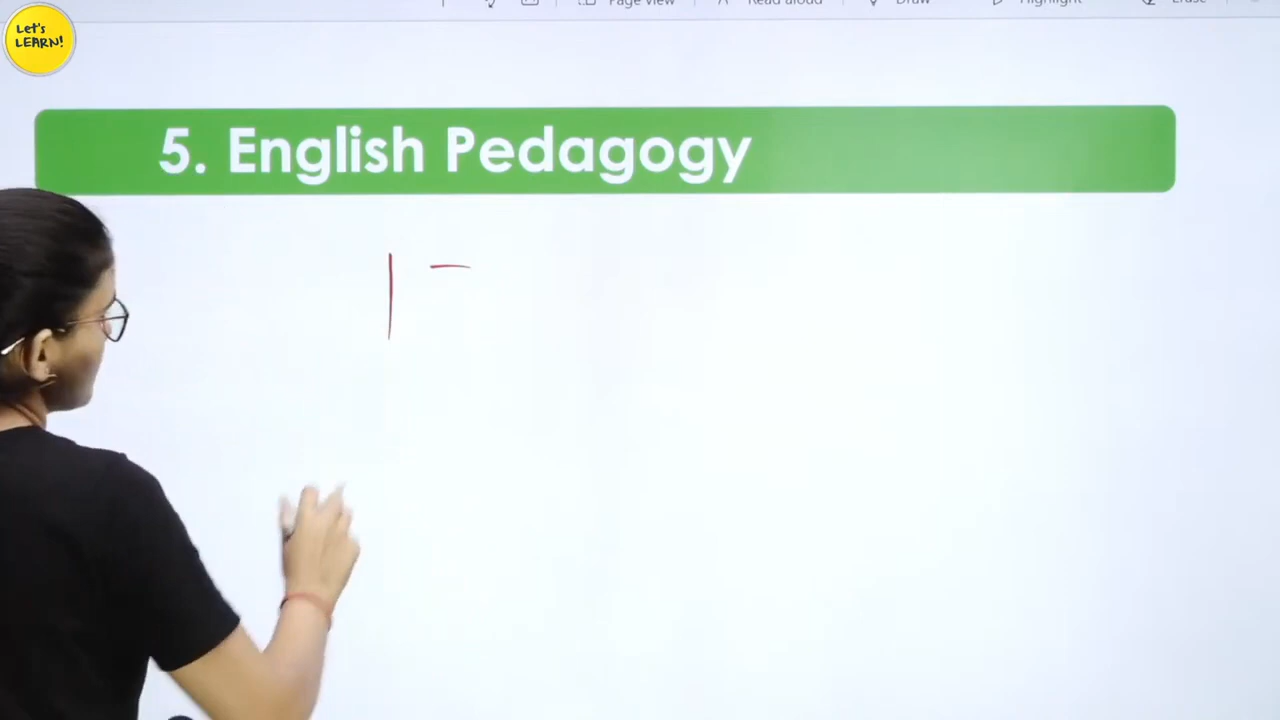 Page view
Read aloud
Draw
Highlight
Erase
Let's
LEARN!
5. English Pedagogy